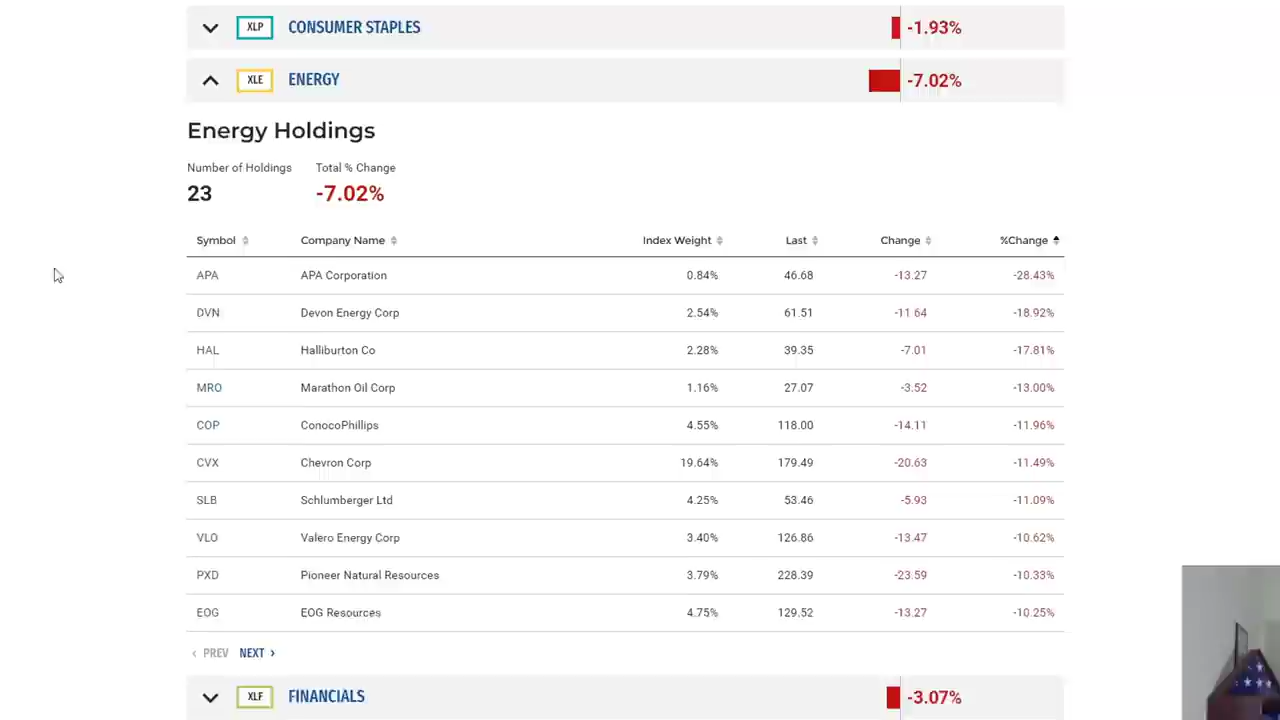 XLP CONSUMER STAPLES -1.93%
XLE ENERGY -7.02%
Energy Holdings
Number of Holdings Total % Change
23 -7.02%
Symbol Company Name Index Weight Last Change %Change
APA APA Corporation 0.84% 46.68 -13.27 -28.43%
DVN Devon Energy Corp 2.54% 61.51 -11.64 -18.92%
HAL Halliburton Co 2.28% 39.35 -7.01 -17.81%
MRO Marathon Oil Corp 1.16% 27.07 -3.52 -13.00%
COP ConocoPhillips 4.55% 118.00 -14.11 -11.96%
CVX Chevron Corp 19.64% 179.49 -20.63 -11.49%
SLB Schlumberger Ltd 4.25% 53.46 -5.93 -11.09%
VLO Valero Energy Corp 3.40% 126.86 -13.47 -10.62%
PXD Pioneer Natural Resources 3.79% 228.39 -23.59 -10.33%
EOG EOG Resources 4.75% 129.52 -13.27 -10.25%
‹ PREV NEXT ›
XLF FINANCIALS -3.07%